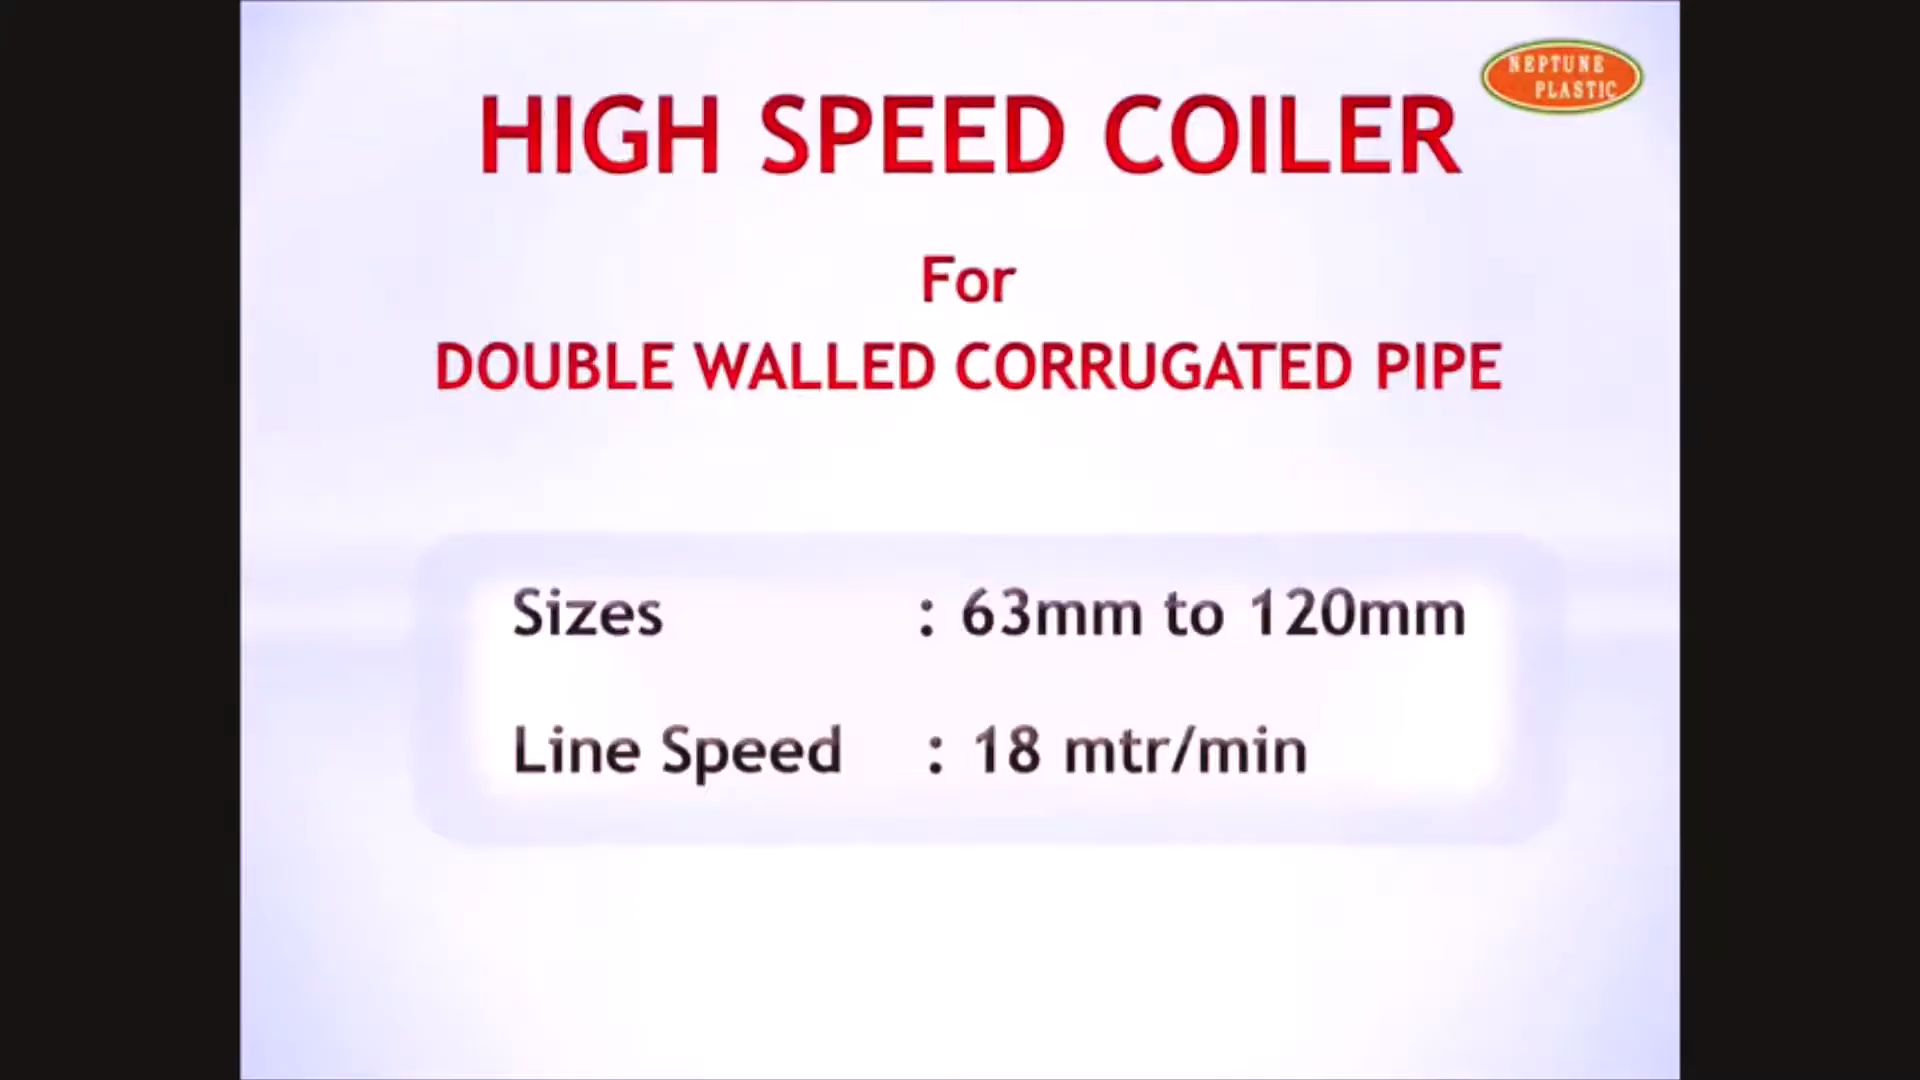 NEPTUNE
PLASTIC
HIGH SPEED COILER
For
DOUBLE WALLED CORRUGATED PIPE
Sizes : 63mm to 120mm
Line Speed : 18 mtr/min